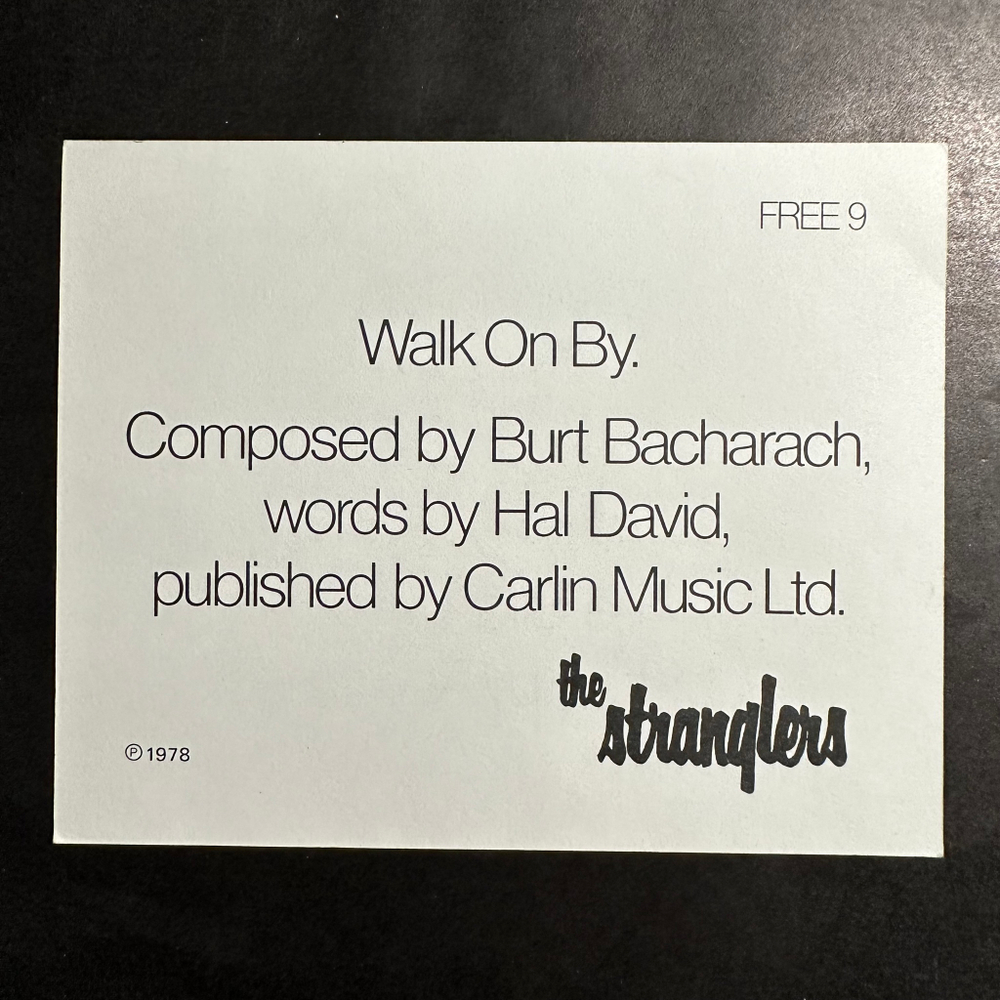 FREE 9
Walk On By.
Composed by Burt Bacharach,
words by Hal David,
published by Carlin Music Ltd.
the stranglers
℗ 1978